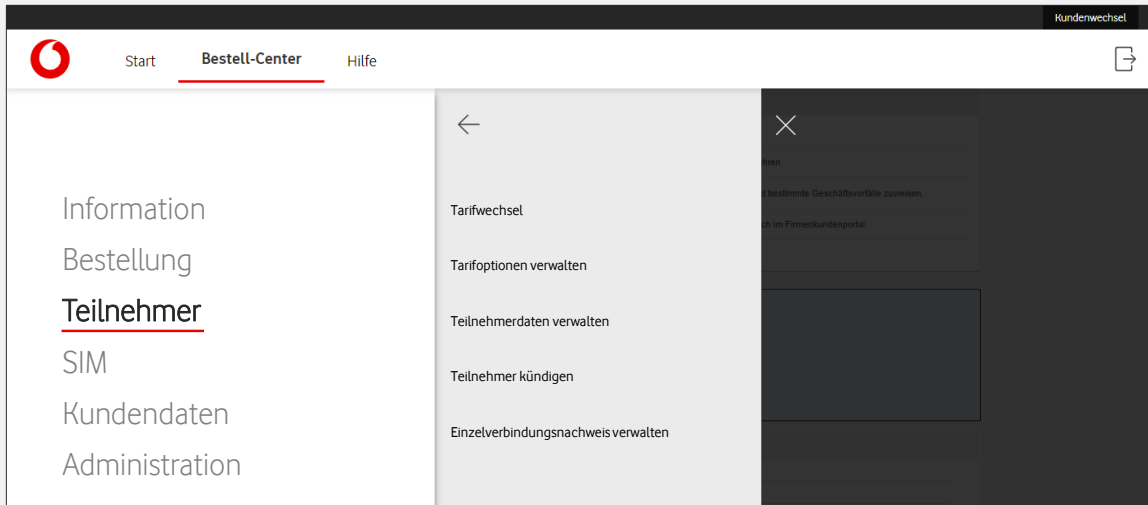 Kundenwechsel
Start
Bestell-Center
Hilfe
Information
Bestellung
Teilnehmer
SIM
Kundendaten
Administration
Tarifwechsel
Tarifoptionen verwalten
Teilnehmerdaten verwalten
Teilnehmer kündigen
Einzelverbindungsnachweis verwalten
hren.
bestimmte Geschäftsvorfälle zuweisen.
ch im Firmenkundenportal.